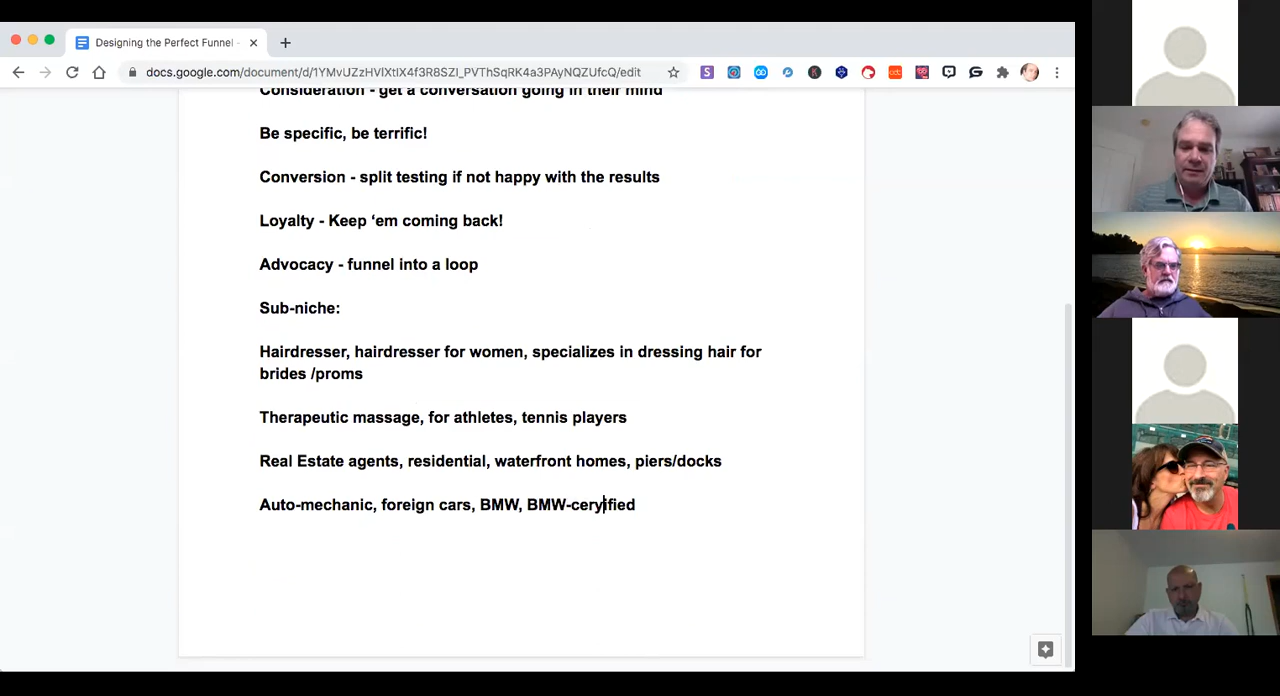 Designing the Perfect Funnel -
docs.google.com/document/d/1YMvUZzHVlXtlX4f3R8SZI_PVThSqRK4a3PAyNQZUfcQ/edit
Consideration - get a conversation going in their mind
Be specific, be terrific!
Conversion - split testing if not happy with the results
Loyalty - Keep ‘em coming back!
Advocacy - funnel into a loop
Sub-niche:
Hairdresser, hairdresser for women, specializes in dressing hair for
brides /proms
Therapeutic massage, for athletes, tennis players
Real Estate agents, residential, waterfront homes, piers/docks
Auto-mechanic, foreign cars, BMW, BMW-ceryified